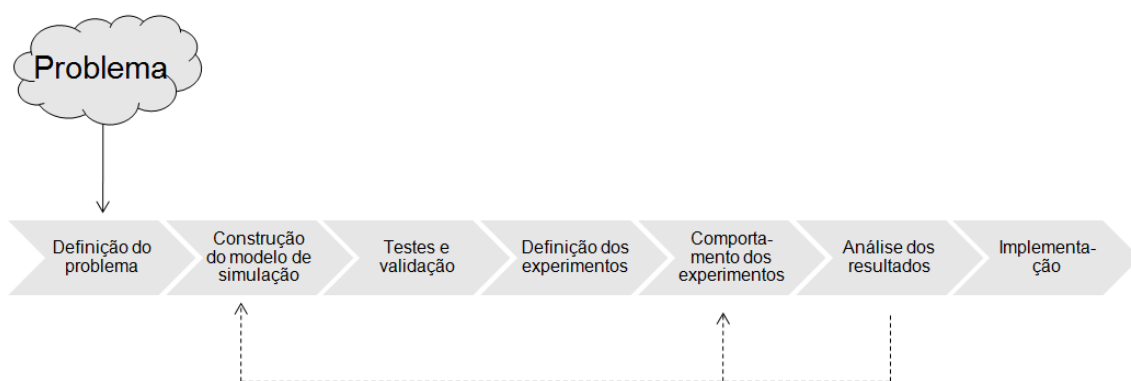 Problema
Definição do
problema
Construção
do modelo de
simulação
Testes e
validação
Definição dos
experimentos
Comporta-
mento dos
experimentos
Análise dos
resultados
Implementa-
ção